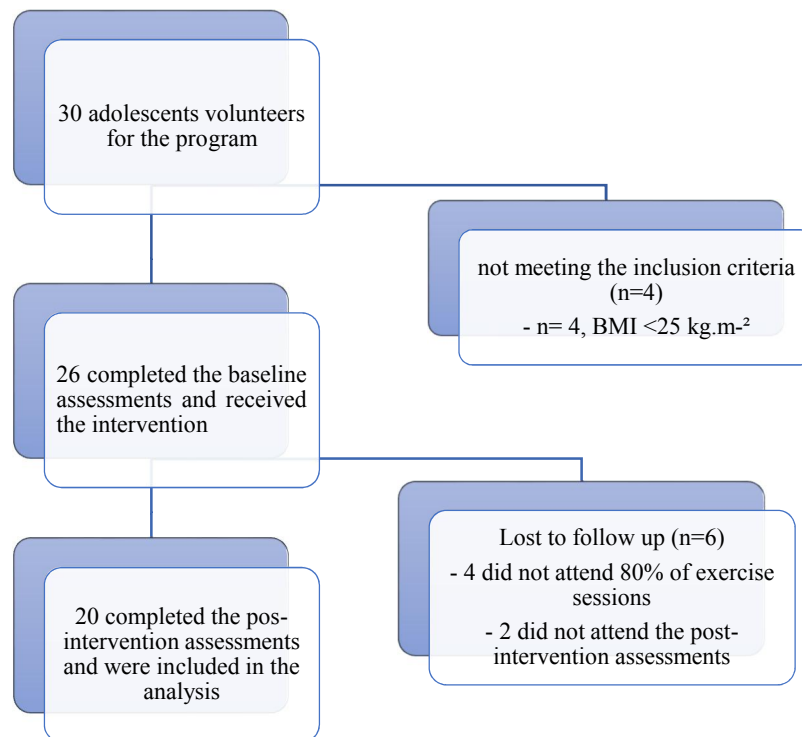 30 adolescents volunteers
for the program
not meeting the inclusion criteria
(n=4)
- n= 4, BMI <25 kg.m-²
26 completed the baseline
assessments and received
the intervention
Lost to follow up (n=6)
- 4 did not attend 80% of exercise
sessions
- 2 did not attend the post-
intervention assessments
20 completed the pos-
intervention assessments
and were included in the
analysis